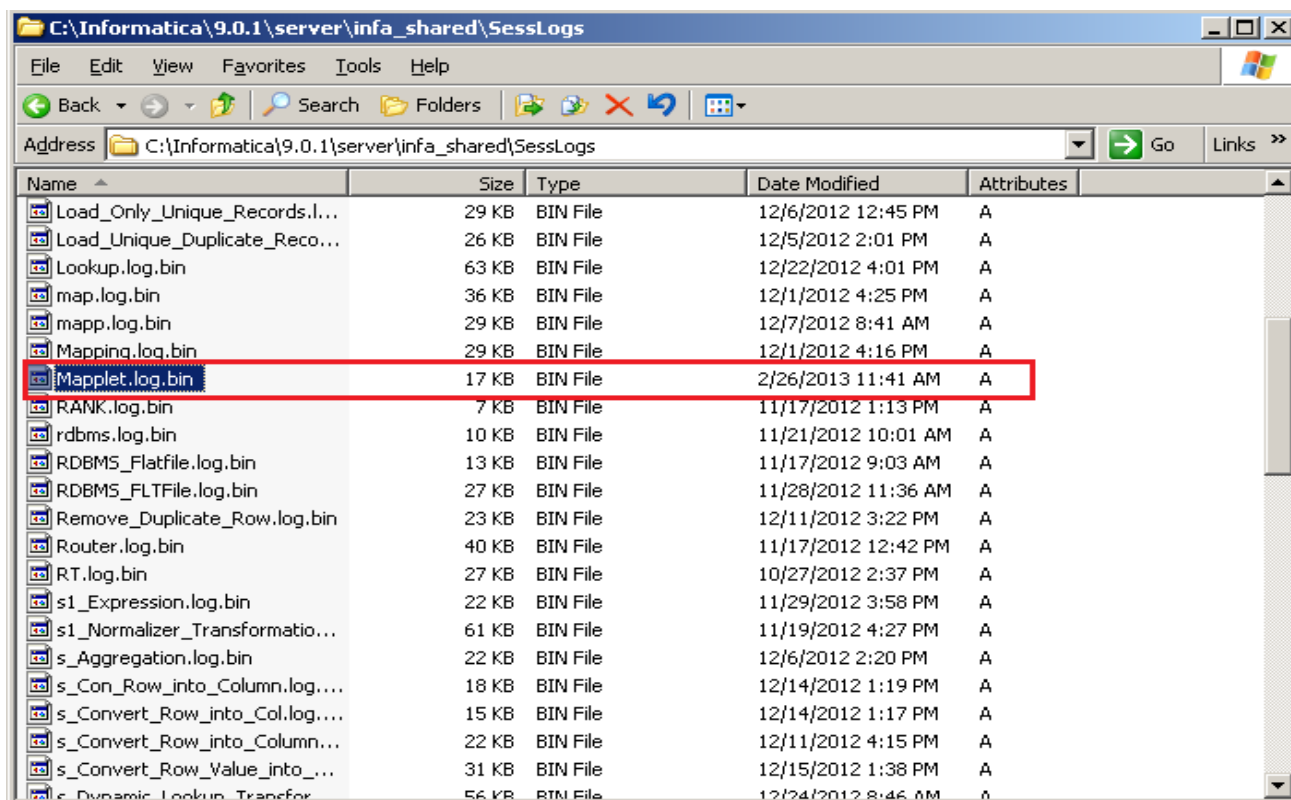 C:\Informatica\9.0.1\server\infa_shared\SessLogs
File Edit View Favorites Tools Help
Back Search Folders
Address C:\Informatica\9.0.1\server\infa_shared\SessLogs Go Links »
Name Size Type Date Modified Attributes
Load_Only_Unique_Records.l... 29 KB BIN File 12/6/2012 12:45 PM A
Load_Unique_Duplicate_Reco... 26 KB BIN File 12/5/2012 2:01 PM A
Lookup.log.bin 63 KB BIN File 12/22/2012 4:01 PM A
map.log.bin 36 KB BIN File 12/1/2012 4:25 PM A
mapp.log.bin 29 KB BIN File 12/7/2012 8:41 AM A
Mapping.log.bin 29 KB BIN File 12/1/2012 4:16 PM A
Mapplet.log.bin 17 KB BIN File 2/26/2013 11:41 AM A
RANK.log.bin 7 KB BIN File 11/17/2012 1:13 PM A
rdbms.log.bin 10 KB BIN File 11/21/2012 10:01 AM A
RDBMS_Flatfile.log.bin 13 KB BIN File 11/17/2012 9:03 AM A
RDBMS_FLTFile.log.bin 27 KB BIN File 11/28/2012 11:36 AM A
Remove_Duplicate_Row.log.bin 23 KB BIN File 12/11/2012 3:22 PM A
Router.log.bin 40 KB BIN File 11/17/2012 12:42 PM A
RT.log.bin 27 KB BIN File 10/27/2012 2:37 PM A
s1_Expression.log.bin 22 KB BIN File 11/29/2012 3:58 PM A
s1_Normalizer_Transformatio... 61 KB BIN File 11/19/2012 4:27 PM A
s_Aggregation.log.bin 22 KB BIN File 12/6/2012 2:20 PM A
s_Con_Row_into_Column.log.... 18 KB BIN File 12/14/2012 1:19 PM A
s_Convert_Row_into_Col.log.... 15 KB BIN File 12/14/2012 1:17 PM A
s_Convert_Row_into_Column... 22 KB BIN File 12/11/2012 4:15 PM A
s_Convert_Row_Value_into_... 31 KB BIN File 12/15/2012 1:38 PM A
s_Dynamic_Lookup_Transfor... 56 KB BIN File 12/24/2012 8:46 AM A